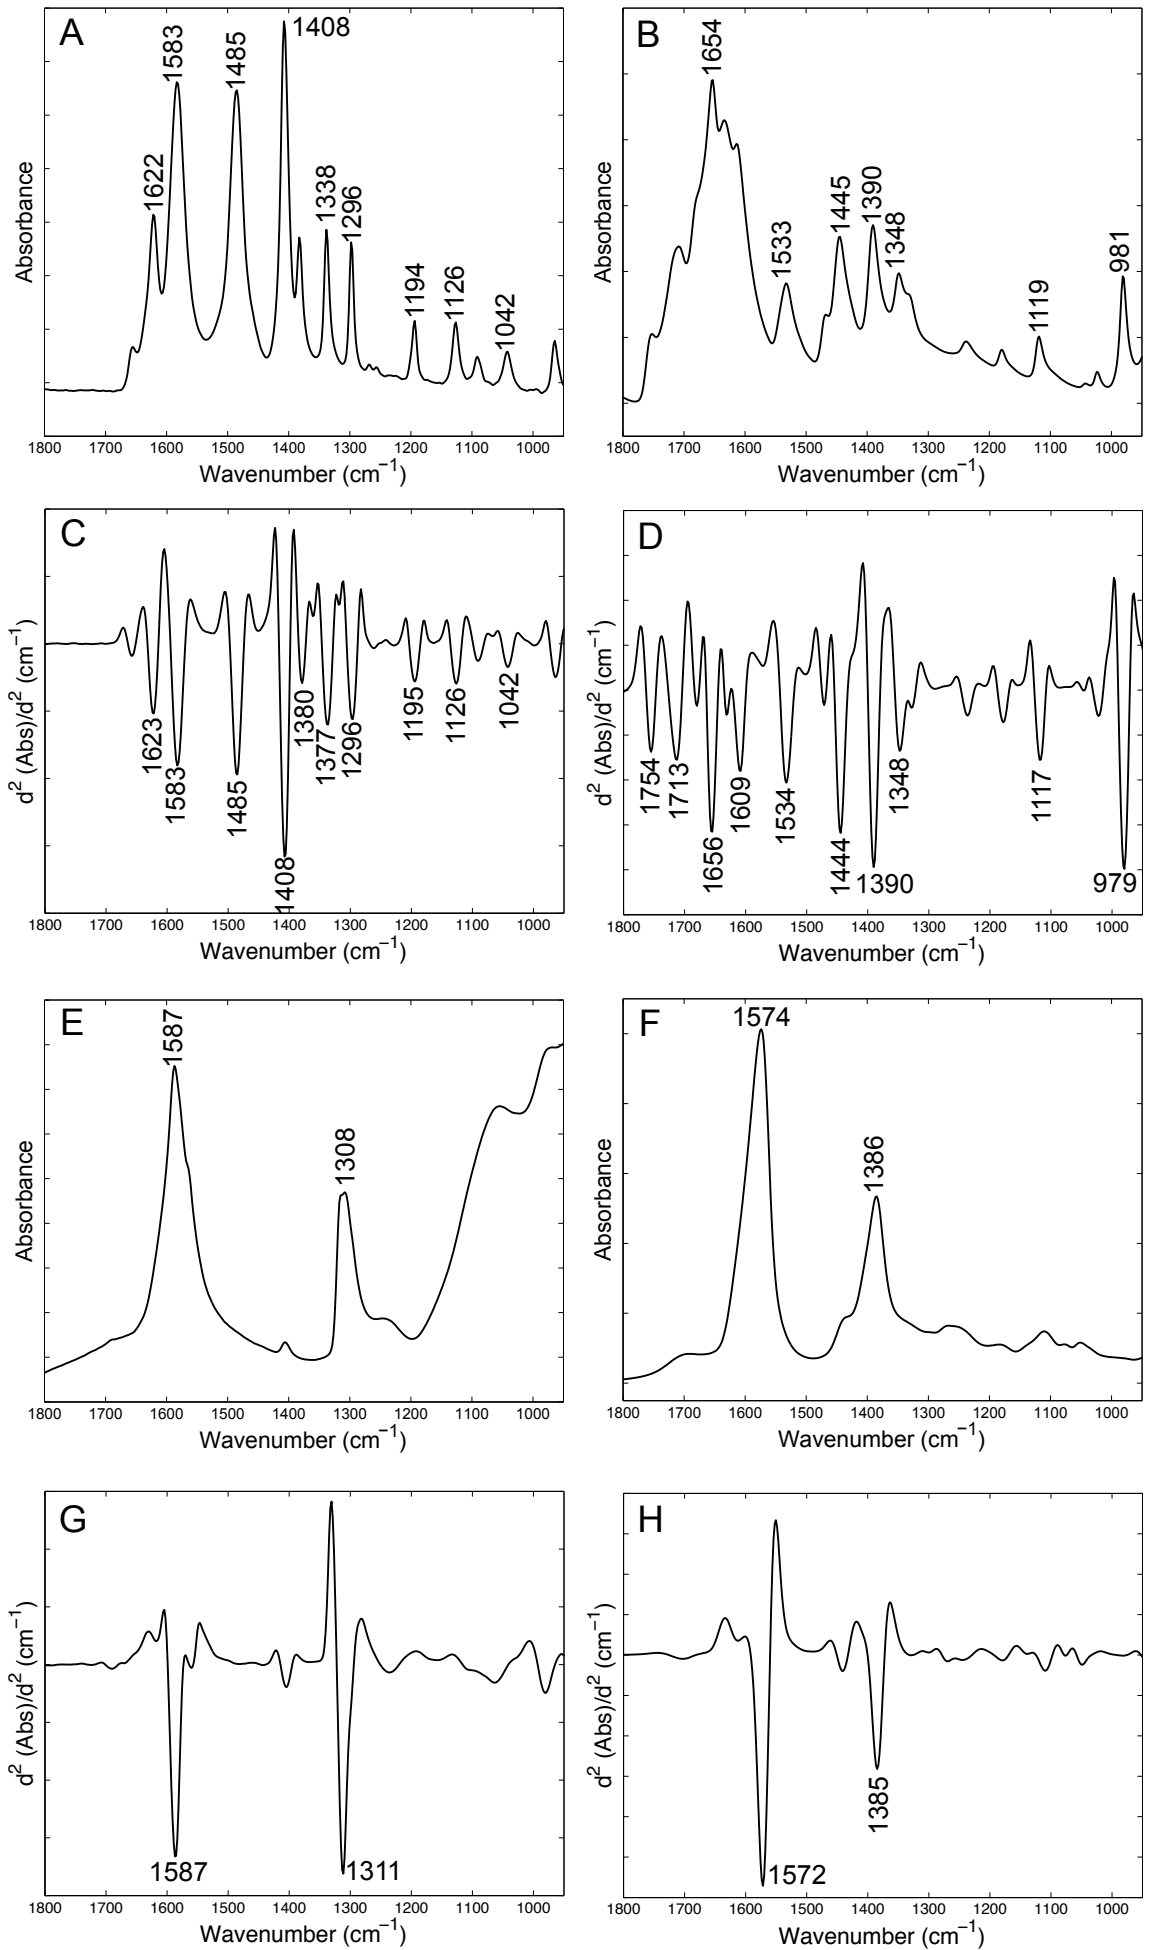 A
1583
1485
1408
1622
1338
1296
1194
1126
1042
Absorbance
1800 1700 1600 1500 1400 1300 1200 1100 1000
Wavenumber (cm−1)
B
1654
1533
1445
1390
1348
1119
981
Absorbance
1800 1700 1600 1500 1400 1300 1200 1100 1000
Wavenumber (cm−1)
C
1623
1583
1485
1408
1380
1377
1296
1195
1126
1042
d2 (Abs)/d2 (cm−1)
1800 1700 1600 1500 1400 1300 1200 1100 1000
Wavenumber (cm−1)
D
1754
1713
1656
1609
1534
1444
1390
1348
1117
979
d2 (Abs)/d2 (cm−1)
1800 1700 1600 1500 1400 1300 1200 1100 1000
Wavenumber (cm−1)
E
1587
1308
Absorbance
1800 1700 1600 1500 1400 1300 1200 1100 1000
Wavenumber (cm−1)
F
1574
1386
Absorbance
1800 1700 1600 1500 1400 1300 1200 1100 1000
Wavenumber (cm−1)
G
1587
1311
d2 (Abs)/d2 (cm−1)
1800 1700 1600 1500 1400 1300 1200 1100 1000
Wavenumber (cm−1)
H
1572
1385
d2 (Abs)/d2 (cm−1)
1800 1700 1600 1500 1400 1300 1200 1100 1000
Wavenumber (cm−1)